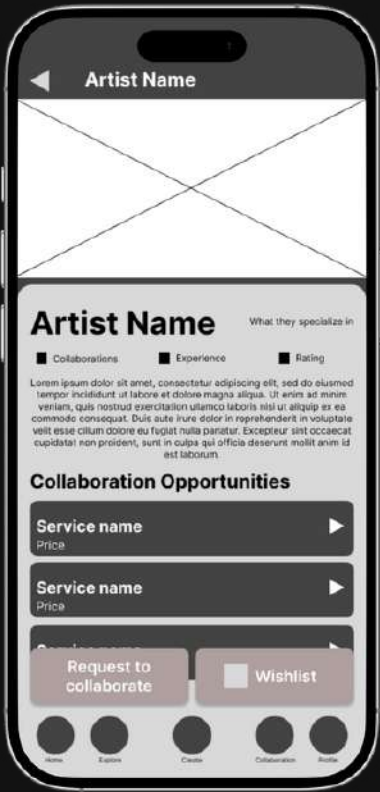 Artist Name
Artist Name
What they specialize in
Collaborations
Experience
Rating
Lorem ipsum dolor sit amet, consectetur adipiscing elit, sed do eiusmod
tempor incididunt ut labore et dolore magna aliqua. Ut enim ad minim
veniam, quis nostrud exercitation ullamco laboris nisi ut aliquip ex ea
commodo consequat. Duis aute irure dolor in reprehenderit in voluptate
velit esse cillum dolore eu fugiat nulla pariatur. Excepteur sint occaecat
cupidatat non proident, sunt in culpa qui officia deserunt mollit anim id
est laborum.
Collaboration Opportunities
Service name
Price
Service name
Price
Service name
Request to
collaborate
Wishlist
Home
Explore
Create
Collaboration
Profile